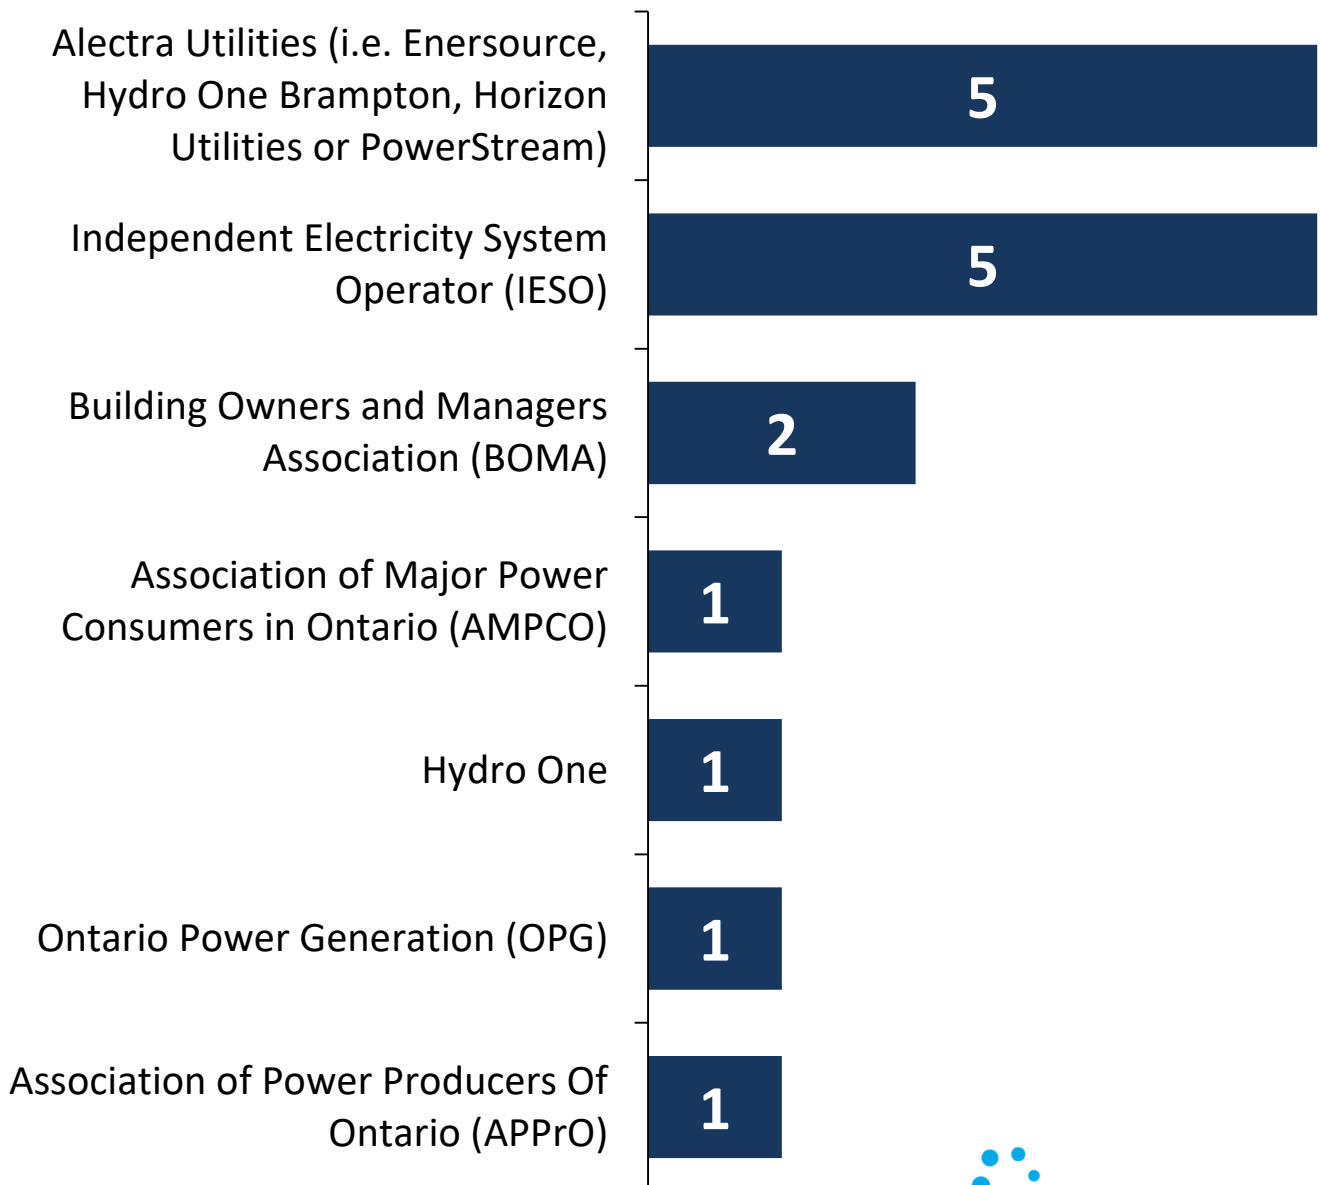 Alectra Utilities (i.e. Enersource,
Hydro One Brampton, Horizon
Utilities or PowerStream)
5
Independent Electricity System
Operator (IESO)
5
Building Owners and Managers
Association (BOMA)
2
Association of Major Power
Consumers in Ontario (AMPCO)
1
Hydro One
1
Ontario Power Generation (OPG)
1
Association of Power Producers Of
Ontario (APPrO)
1